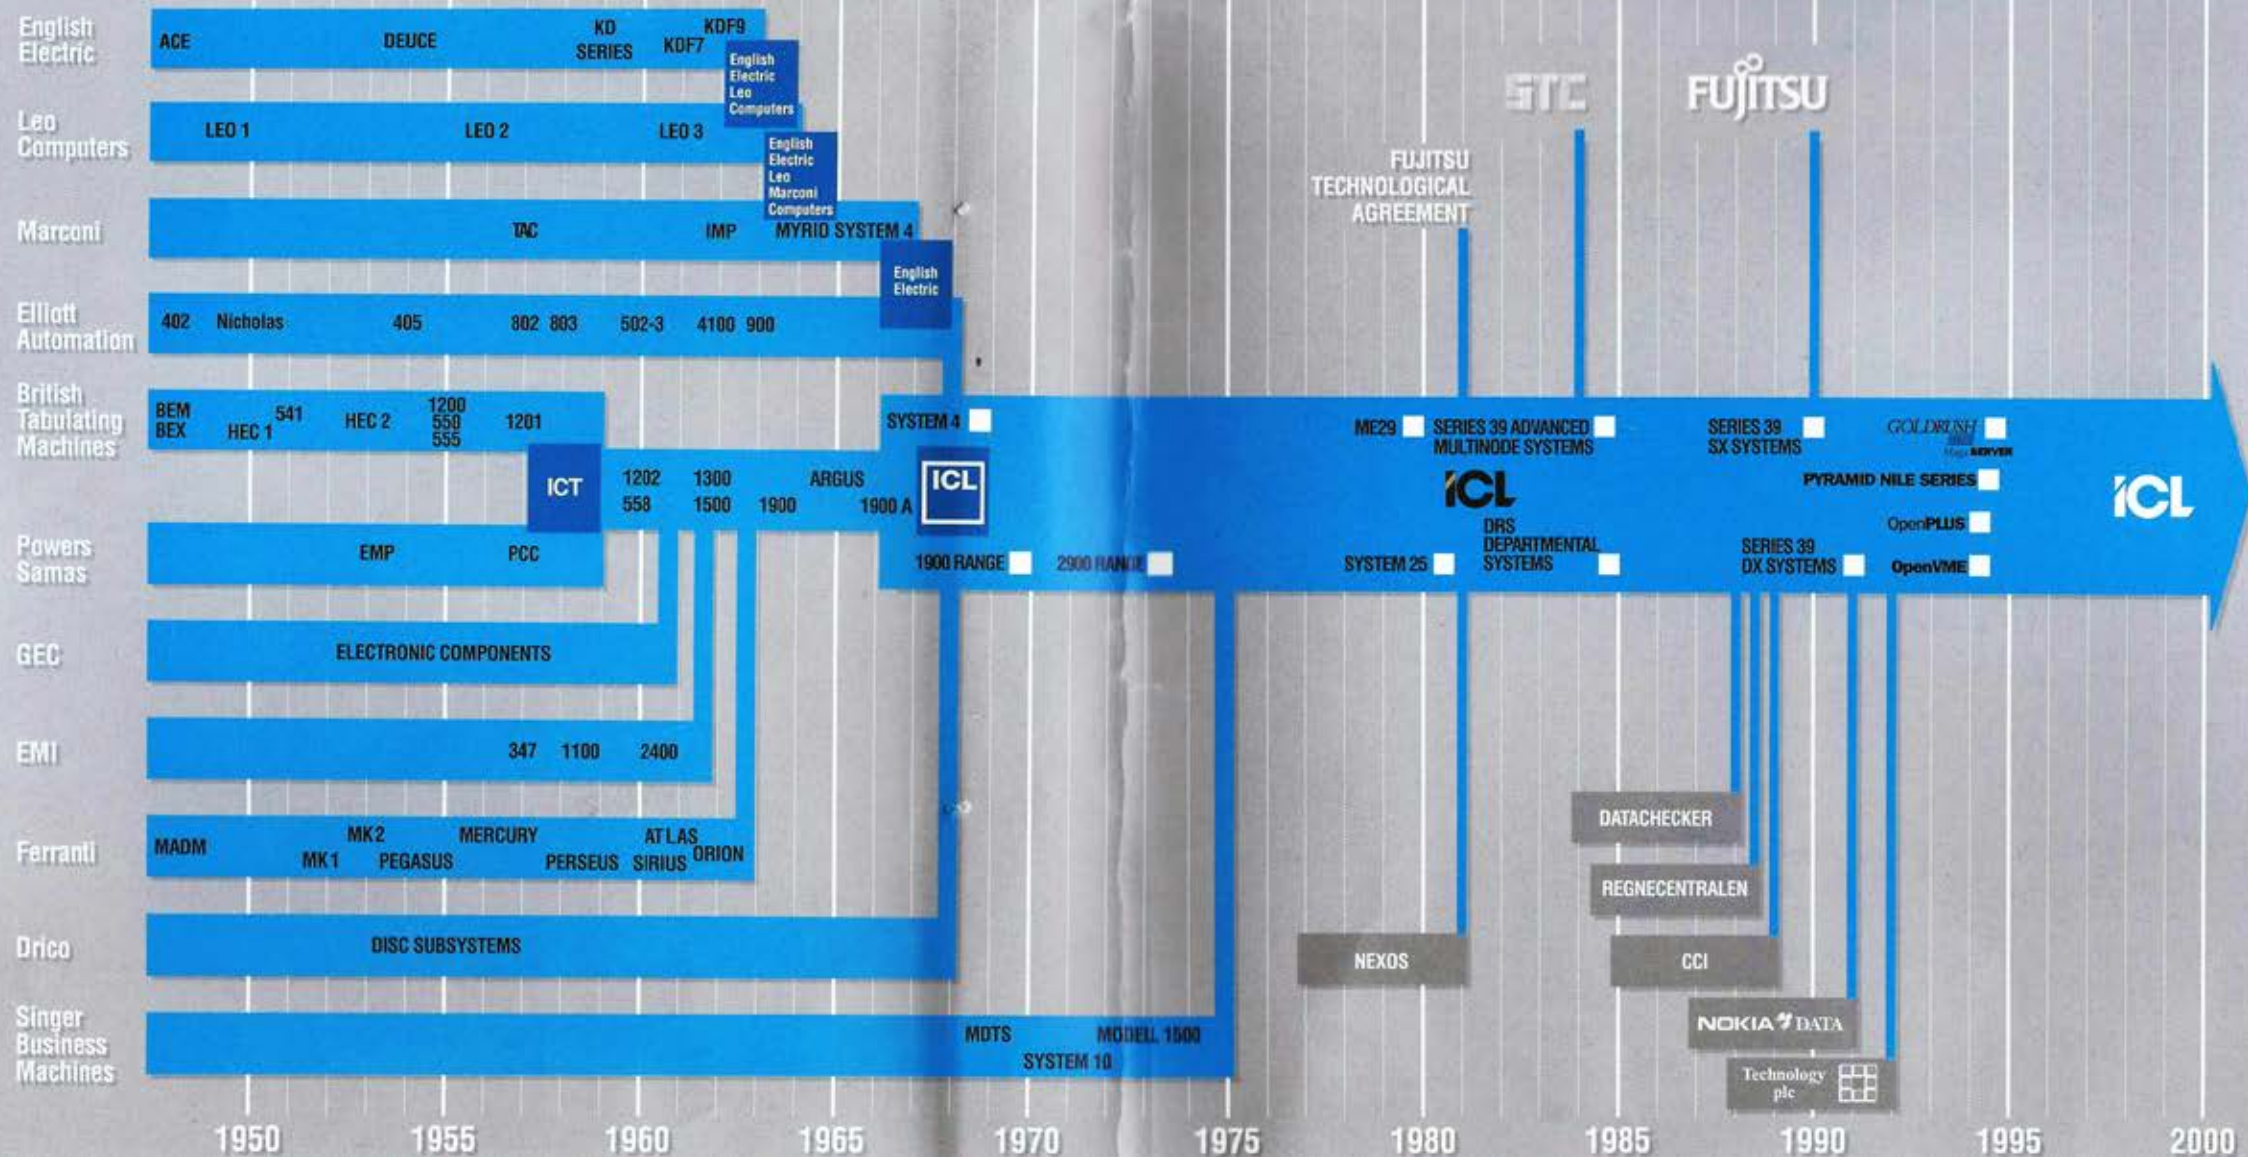 English
Electric
ACE
DEUCE
KD
SERIES
KDF7
KDF9
English
Electric
Leo
Computers
Leo
Computers
LEO 1
LEO 2
LEO 3
English
Electric
Leo
Marconi
Computers
Marconi
TAC
IMP
MYRIO SYSTEM 4
English
Electric
Elliott
Automation
402
Nicholas
405
802
803
502-3
4100
900
British
Tabulating
Machines
BEM
BEX
HEC 1
541
HEC 2
1200
550
555
1201
ICT
1202
558
1300
1500
1900
ARGUS
1900 A
Powers
Samas
EMP
PCC
GEC
ELECTRONIC COMPONENTS
EMI
347
1100
2400
Ferranti
MADM
MK1
MK2
PEGASUS
MERCURY
PERSEUS
ATLAS
SIRIUS
ORION
Drico
DISC SUBSYSTEMS
Singer
Business
Machines
MDTS
SYSTEM 10
MODELL 1500
SYSTEM 4
ICL
1900 RANGE
2900 RANGE
FUJITSU
TECHNOLOGICAL
AGREEMENT
STC
FUJITSU
ME29
SERIES 39 ADVANCED
MULTINODE SYSTEMS
ICL
SYSTEM 25
DRS
DEPARTMENTAL
SYSTEMS
SERIES 39
SX SYSTEMS
SERIES 39
DX SYSTEMS
GOLDRUSH
MegaSERVER
PYRAMID NILE SERIES
OpenPLUS
OpenVME
ICL
DATACHECKER
REGNECENTRALEN
NEXOS
CCI
NOKIA DATA
Technology
plc
1950
1955
1960
1965
1970
1975
1980
1985
1990
1995
2000